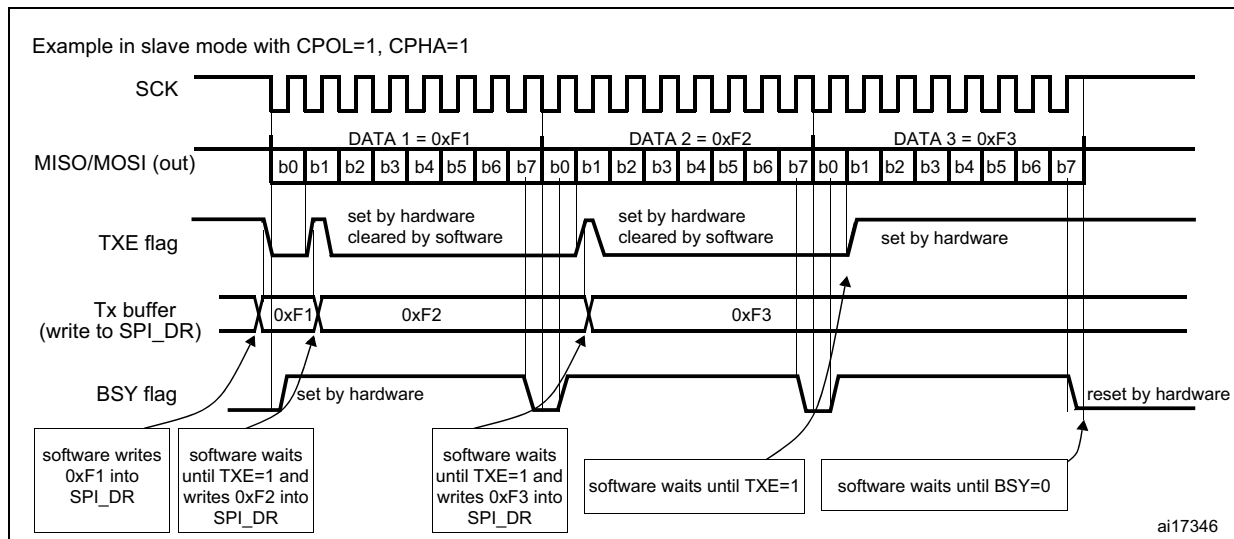 Example in slave mode with CPOL=1, CPHA=1
SCK
DATA 1 = 0xF1
DATA 2 = 0xF2
DATA 3 = 0xF3
MISO/MOSI (out)
b0 b1 b2 b3 b4 b5 b6 b7 b0 b1 b2 b3 b4 b5 b6 b7 b0 b1 b2 b3 b4 b5 b6 b7
TXE flag
set by hardware
cleared by software
set by hardware
cleared by software
set by hardware
Tx buffer
(write to SPI_DR)
0xF1
0xF2
0xF3
BSY flag
set by hardware
reset by hardware
software writes
0xF1 into
SPI_DR
software waits
until TXE=1 and
writes 0xF2 into
SPI_DR
software waits
until TXE=1 and
writes 0xF3 into
SPI_DR
software waits until TXE=1
software waits until BSY=0
ai17346